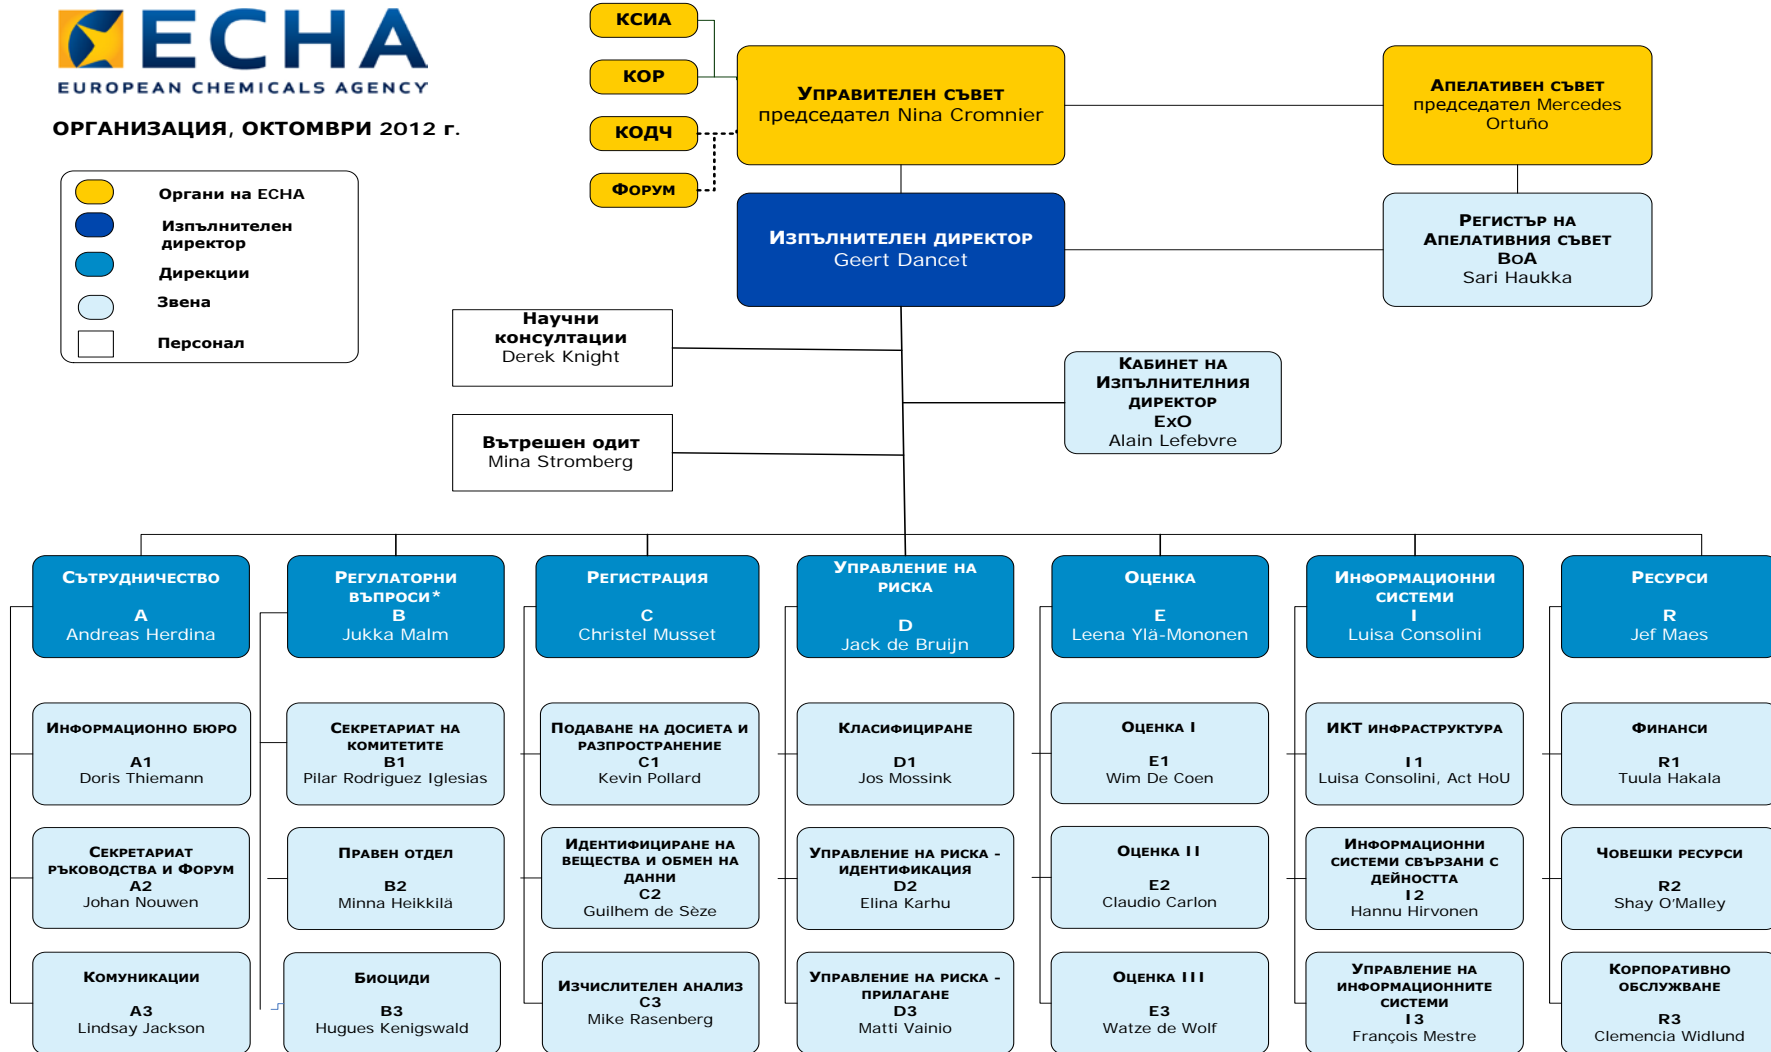 ECHA
EUROPEAN CHEMICALS AGENCY
ОРГАНИЗАЦИЯ, ОКТОМВРИ 2012 г.
Органи на ECHA
Изпълнителен
директор
Дирекции
Звена
Персонал
КСИА
КОР
КОДЧ
ФОРУМ
УПРАВИТЕЛЕН СЪВЕТ
председател Nina Cromnier
АПЕЛАТИВЕН СЪВЕТ
председател Mercedes
Ortuño
ИЗПЪЛНИТЕЛЕН ДИРЕКТОР
Geert Dancet
РЕГИСТЪР НА
АПЕЛАТИВНИЯ СЪВЕТ
BoA
Sari Haukka
Научни
консултации
Derek Knight
КАБИНЕТ НА
ИЗПЪЛНИТЕЛНИЯ
ДИРЕКТОР
ExO
Alain Lefebvre
Вътрешен одит
Mina Stromberg
СЪТРУДНИЧЕСТВО
A
Andreas Herdina
РЕГУЛАТОРНИ
ВЪПРОСИ*
B
Jukka Malm
РЕГИСТРАЦИЯ
C
Christel Musset
УПРАВЛЕНИЕ НА
РИСКА
D
Jack de Bruijn
ОЦЕНКА
E
Leena Ylä-Mononen
ИНФОРМАЦИОННИ
СИСТЕМИ
I
Luisa Consolini
РЕСУРСИ
R
Jef Maes
ИНФОРМАЦИОННО БЮРО
A1
Doris Thiemann
СЕКРЕТАРИАТ НА
КОМИТЕТИТЕ
B1
Pilar Rodriguez Iglesias
ПОДАВАНЕ НА ДОСИЕТА И
РАЗПРОСТРАНЕНИЕ
C1
Kevin Pollard
КЛАСИФИЦИРАНЕ
D1
Jos Mossink
ОЦЕНКА I
E1
Wim De Coen
ИКТ ИНФРАСТРУКТУРА
I1
Luisa Consolini, Act HoU
ФИНАНСИ
R1
Tuula Hakala
СЕКРЕТАРИАТ
РЪКОВОДСТВА И ФОРУМ
A2
Johan Nouwen
ПРАВЕН ОТДЕЛ
B2
Minna Heikkilä
ИДЕНТИФИЦИРАНЕ НА
ВЕЩЕСТВА И ОБМЕН НА
ДАННИ
C2
Guilhem de Sèze
УПРАВЛЕНИЕ НА РИСКА -
ИДЕНТИФИКАЦИЯ
D2
Elina Karhu
ОЦЕНКА II
E2
Claudio Carlon
ИНФОРМАЦИОННИ
СИСТЕМИ СВЪРЗАНИ С
ДЕЙНОСТТА
I2
Hannu Hirvonen
ЧОВЕШКИ РЕСУРСИ
R2
Shay O'Malley
КОМУНИКАЦИИ
A3
Lindsay Jackson
БИОЦИДИ
B3
Hugues Kenigswald
ИЗЧИСЛИТЕЛЕН АНАЛИЗ
C3
Mike Rasenberg
УПРАВЛЕНИЕ НА РИСКА -
ПРИЛАГАНЕ
D3
Matti Vainio
ОЦЕНКА III
E3
Watze de Wolf
УПРАВЛЕНИЕ НА
ИНФОРМАЦИОННИТЕ
СИСТЕМИ
I3
François Mestre
КОРПОРАТИВНО
ОБСЛУЖВАНЕ
R3
Clemencia Widlund